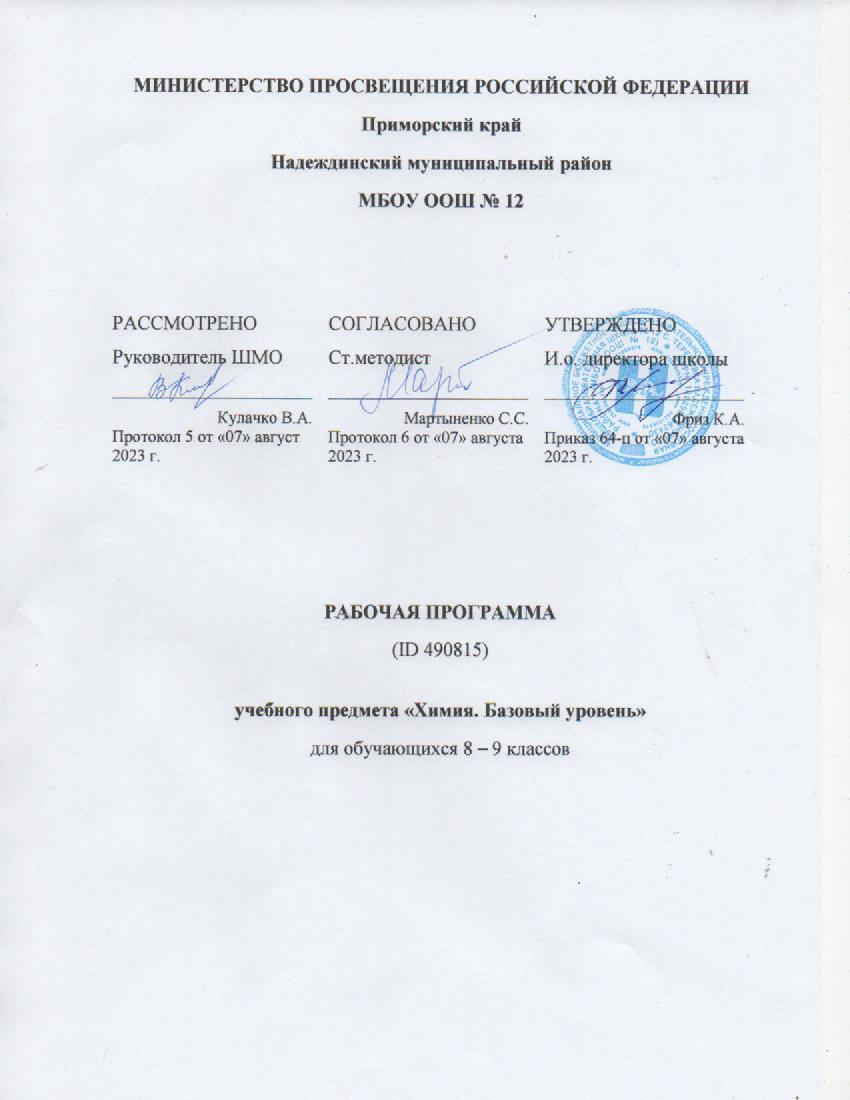 МИНИСТЕРСТВО ПРОСВЕЩЕНИЯ РОССИЙСКОЙ ФЕДЕРАЦИИ
Приморский край
Надеждинский муниципальный район
МБОУ ООШ № 12
РАССМОТРЕНО
Руководитель ШМО
Кулачко В.А.
Протокол 5 от «07» август
2023 г.
СОГЛАСОВАНО
Ст.методист
Мартыненко С.С.
Протокол 6 от «07» августа
2023 г.
УТВЕРЖДЕНО
И.о. директора школы
Фриз К.А.
Приказ 64-п от «07» августа
2023 г.
РАБОЧАЯ ПРОГРАММА
(ID 490815)
учебного предмета «Химия. Базовый уровень»
для обучающихся 8 – 9 классов